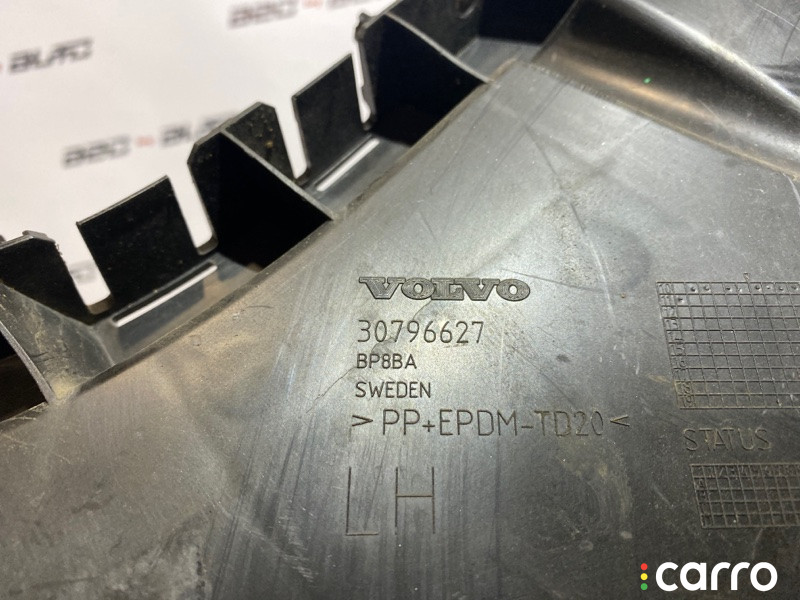 VOLVO
30796627
BP8BA
SWEDEN
>PP+EPDM-TD20<
STATUS
LH
carro